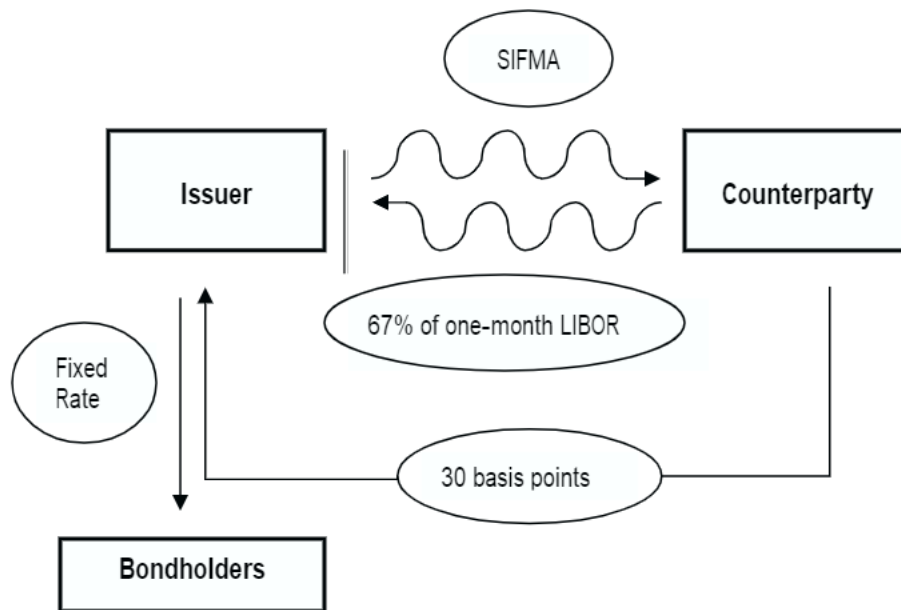 SIFMA
Issuer
Counterparty
67% of one-month LIBOR
Fixed
Rate
30 basis points
Bondholders